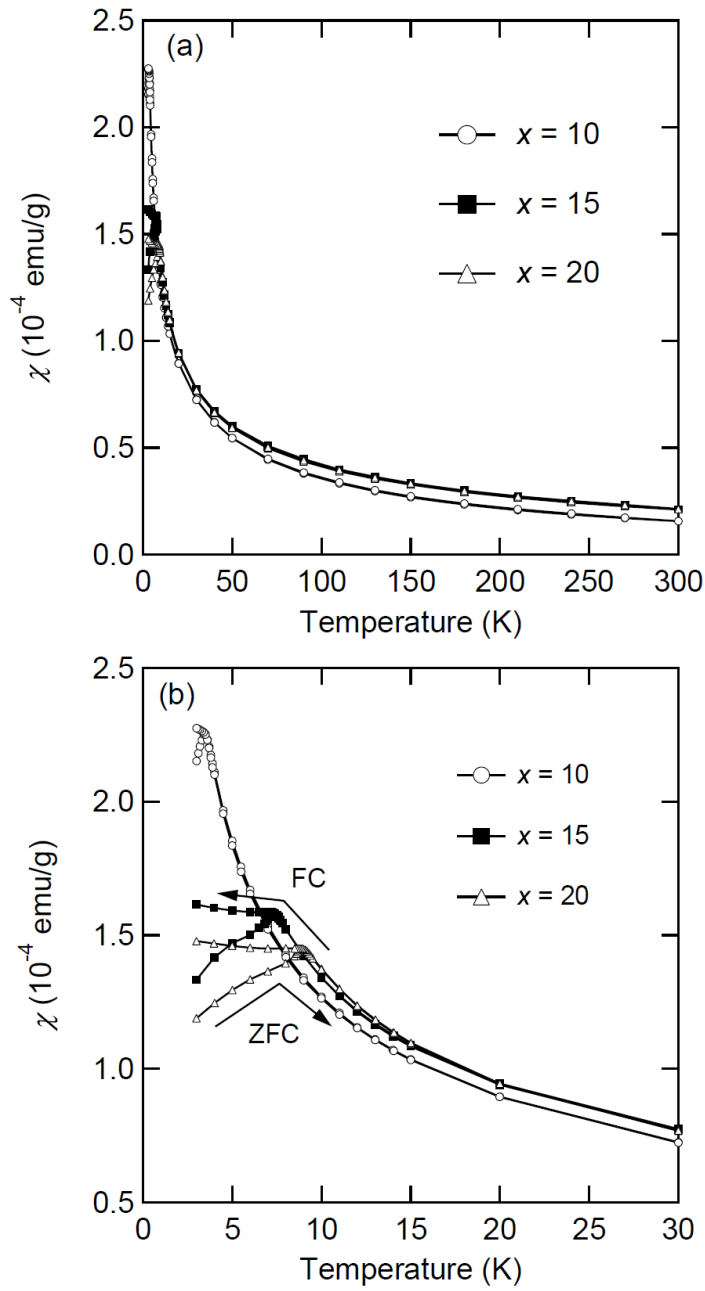 (a)
2.5
2.0
1.5
1.0
0.5
0.0
χ (10-4 emu/g)
x = 10
x = 15
x = 20
0 50 100 150 200 250 300
Temperature (K)
(b)
2.5
2.0
1.5
1.0
0.5
χ (10-4 emu/g)
x = 10
x = 15
x = 20
FC
ZFC
0 5 10 15 20 25 30
Temperature (K)